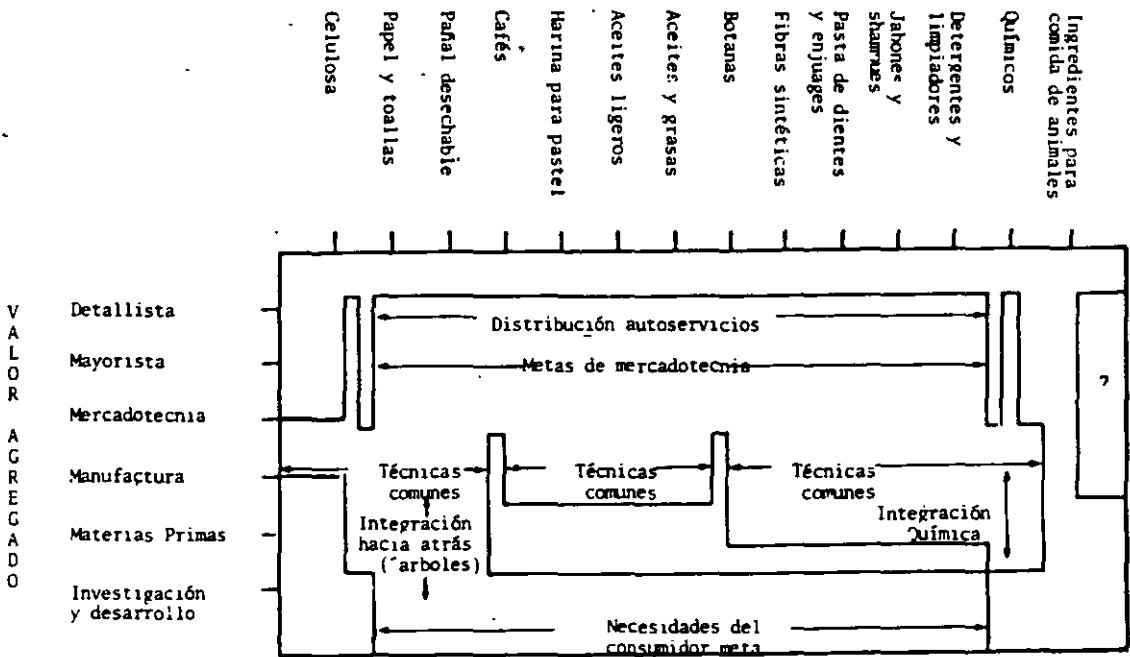 Celulosa
Papel y toallas
Pañal desechable
Cafés
Harina para pastel
Aceites ligeros
Aceites y grasas
Botanas
Fibras sintéticas
Pasta de dientes
y enjuages
Jabones y
shammues
Detergentes y
limpiadores
Químicos
Ingredientes para
comida de animales
VALOR AGREGADO
Detallista
Mayorista
Mercadotecnia
Manufactura
Materias Primas
Investigación
y desarrollo
Distribución autoservicios
Metas de mercadotecnia
?
Técnicas
comunes
Técnicas
comunes
Técnicas
comunes
Integración
hacia atrás
(árboles)
Integración
Química
Necesidades del
consumidor meta